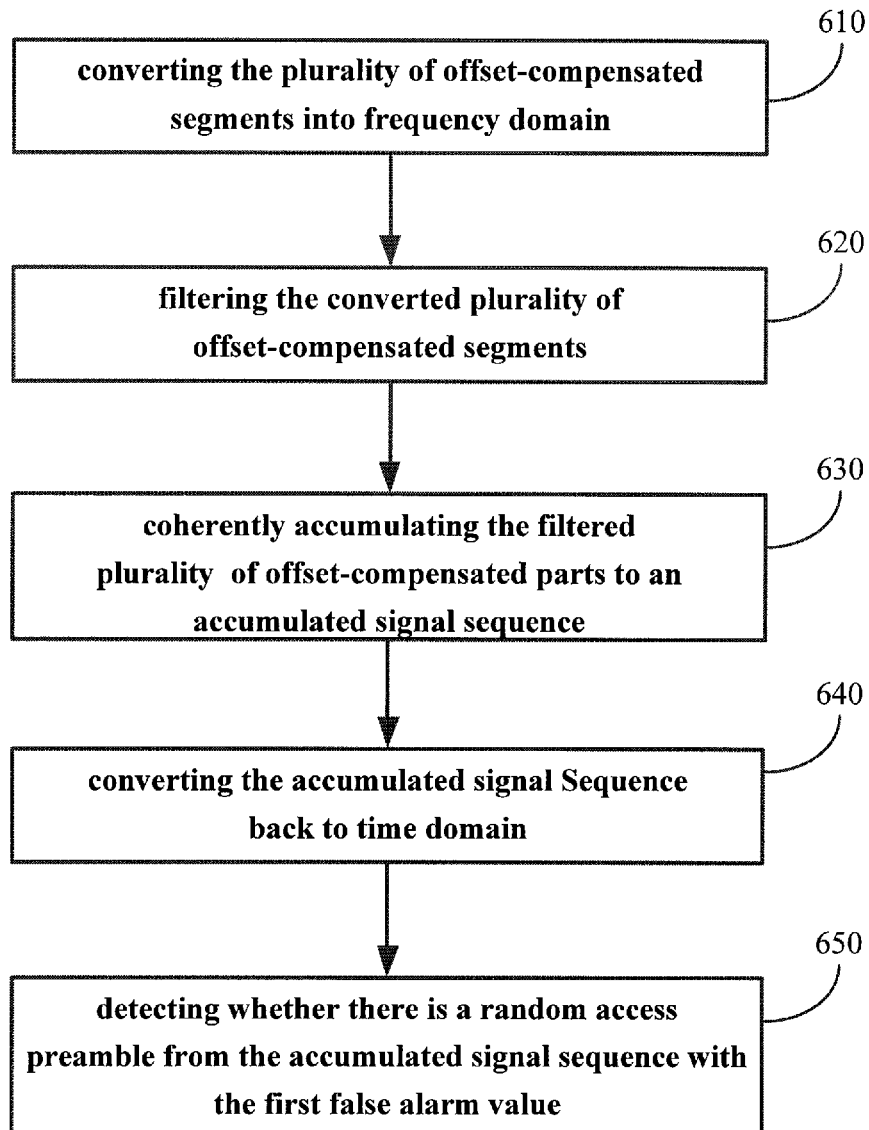 610
converting the plurality of offset-compensated
segments into frequency domain
620
filtering the converted plurality of
offset-compensated segments
630
coherently accumulating the filtered
plurality of offset-compensated parts to an
accumulated signal sequence
640
converting the accumulated signal Sequence
back to time domain
650
detecting whether there is a random access
preamble from the accumulated signal sequence with
the first false alarm value